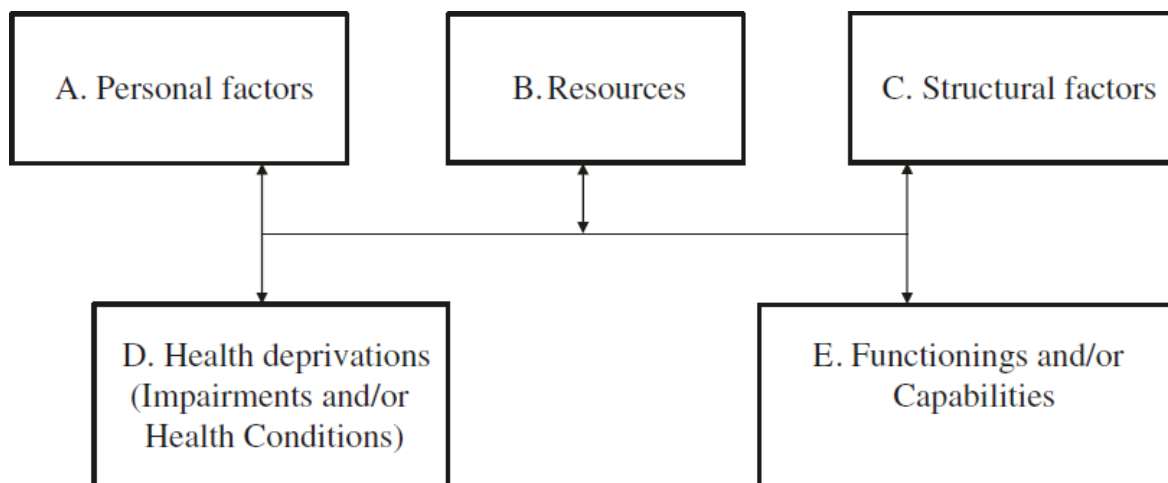 A. Personal factors
B. Resources
C. Structural factors
D. Health deprivations
(Impairments and/or
Health Conditions)
E. Functionings and/or
Capabilities